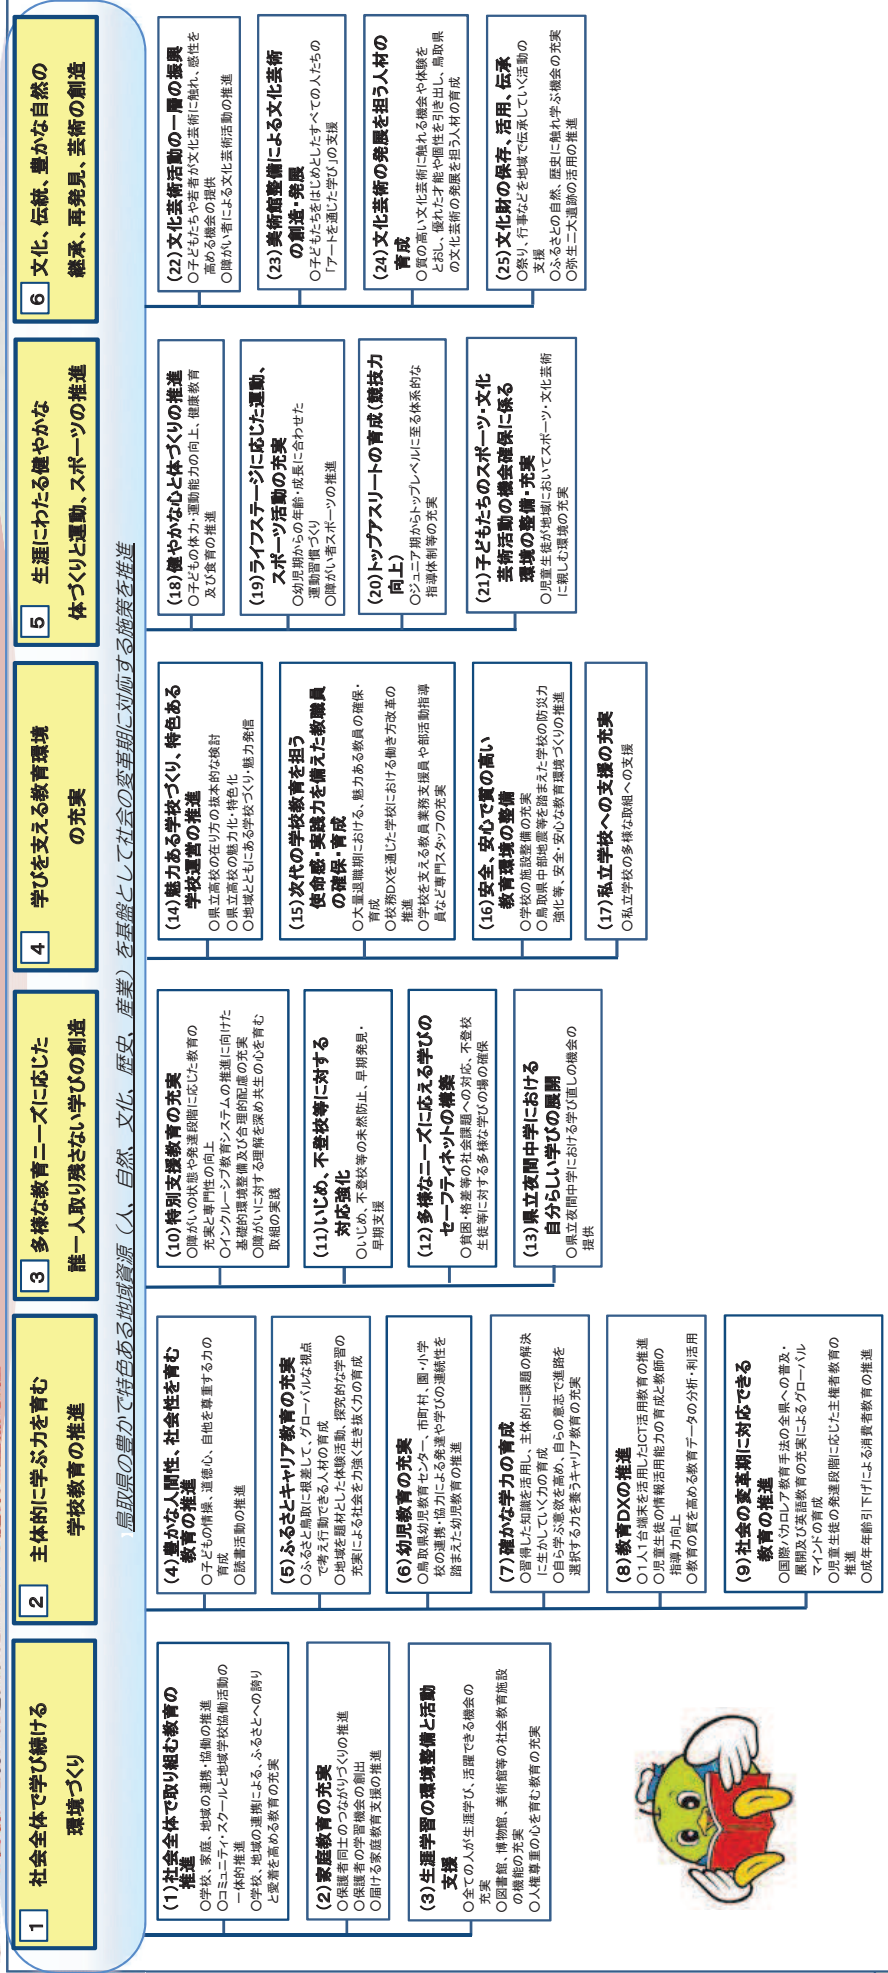 1 社会全体で学び続ける
環境づくり
2 主体的に学ぶ力を育む
学校教育の推進
3 多様な教育ニーズに応じた
誰一人取り残さない学びの創造
4 学びを支える教育環境
の充実
5 生涯にわたる健やかな
体づくりと運動、スポーツの推進
6 文化、伝統、豊かな自然の
継承、再発見、芸術の創造
鳥取県の豊かで特色ある地域資源（人、自然、文化、歴史、産業）を基盤として社会の変革期に対応する施策を推進
(1)社会全体で取り組む教育の
推進
○学校、家庭、地域の連携・協働の推進
○コミュニティ・スクールと地域学校協働活動の
一体的推進
○学校、地域の連携による、ふるさとへの誇り
と愛着を高める教育の充実
(2)家庭教育の充実
○保護者同士のつながりづくりの推進
○保護者の学習機会の創出
○届ける家庭教育支援の推進
(3)生涯学習の環境整備と活動
支援
○全ての人が生涯学び、活躍できる機会の
充実
○図書館、博物館、美術館等の社会教育施設
の機能の充実
○人権尊重の心を育む教育の充実
(4)豊かな人間性、社会性を育む
教育の推進
○子どもの情操、道徳心、自他を尊重する力の
育成
○読書活動の推進
(5)ふるさとキャリア教育の充実
○ふるさと鳥取に根差して、グローバルな視点
で考え行動できる人材の育成
○地域を題材とした体験活動、探究的な学習の
充実による社会を力強く生き抜く力の育成
(6)幼児教育の充実
○鳥取県幼児教育センター、市町村、園・小学
校の連携・協力による発達や学びの連続性を
踏まえた幼児教育の推進
(7)確かな学力の育成
○習得した知識を活用し、主体的に課題の解決
に生かしていく力の育成
○自ら学ぶ意欲を高め、自らの意志で進路を
選択する力を養うキャリア教育の充実
(8)教育DXの推進
○1人1台端末を活用したICT活用教育の推進
○児童生徒の情報活用能力の育成と教師の
指導力向上
○教育の質を高める教育データの分析・利活用
(9)社会の変革期に対応できる
教育の推進
○国際バカロレア教育手法の全県への普及・
展開及び英語教育の充実によるグローバル
マインドの育成
○児童生徒の発達段階に応じた主権者教育の
推進
○成年年齢引下げによる消費者教育の推進
(10)特別支援教育の充実
○障がいの状態や発達段階に応じた教育の
充実と専門性の向上
○インクルーシブ教育システムの推進に向けた
基礎的環境整備及び合理的配慮の充実
○障がいに対する理解を深め共生の心を育む
取組の実践
(11)いじめ、不登校等に対する
対応強化
○いじめ、不登校等の未然防止、早期発見・
早期支援
(12)多様なニーズに応える学びの
セーフティネットの構築
○貧困・格差等の社会課題への対応、不登校
生徒等に対する多様な学びの場の確保
(13)県立夜間中学における
自分らしい学びの展開
○県立夜間中学における学び直しの機会の
提供
(14)魅力ある学校づくり、特色ある
学校運営の推進
○県立高校の在り方の抜本的な検討
○県立高校の魅力化・特色化
○地域とともにある学校づくり・魅力発信
(15)次代の学校教育を担う
使命感・実践力を備えた教職員
の確保・育成
○大量退職期における、魅力ある教員の確保・
育成
○校務DXを通じた学校における働き方改革の
推進
○学校を支える教員業務支援員や部活動指導
員など専門スタッフの充実
(16)安全、安心で質の高い
教育環境の整備
○学校の施設整備の充実
○鳥取県中部地震等を踏まえた学校の防災力
強化等、安全・安心な教育環境づくりの推進
(17)私立学校への支援の充実
○私立学校の多様な取組への支援
(18)健やかな心と体づくりの推進
○子どもの体力・運動能力の向上、健康教育
及び食育の推進
(19)ライフステージに応じた運動、
スポーツ活動の充実
○幼児期からの年齢・成長に合わせた
運動習慣づくり
○障がい者スポーツの推進
(20)トップアスリートの育成(競技力
向上)
○ジュニア期からトップレベルに至る体系的な
指導体制等の充実
(21)子どもたちのスポーツ・文化
芸術活動の機会確保に係る
環境の整備・充実
○児童生徒が地域においてスポーツ・文化芸術
に親しむ環境の充実
(22)文化芸術活動の一層の振興
○子どもたちや若者が文化芸術に触れ、感性を
高める機会の提供
○障がい者による文化芸術活動の推進
(23)美術館整備による文化芸術
の創造・発展
○子どもたちをはじめとしたすべての人たちの
「アートを通じた学び」の支援
(24)文化芸術の発展を担う人材の
育成
○質の高い文化芸術に触れる機会や体験を
とおし、優れた才能や個性を引き出し、鳥取県
の文化芸術の発展を担う人材の育成
(25)文化財の保存、活用、伝承
○祭り、行事などを地域で伝承していく活動の
支援
○ふるさとの自然、歴史に触れ学ぶ機会の充実
○弥生二大遺跡の活用の推進